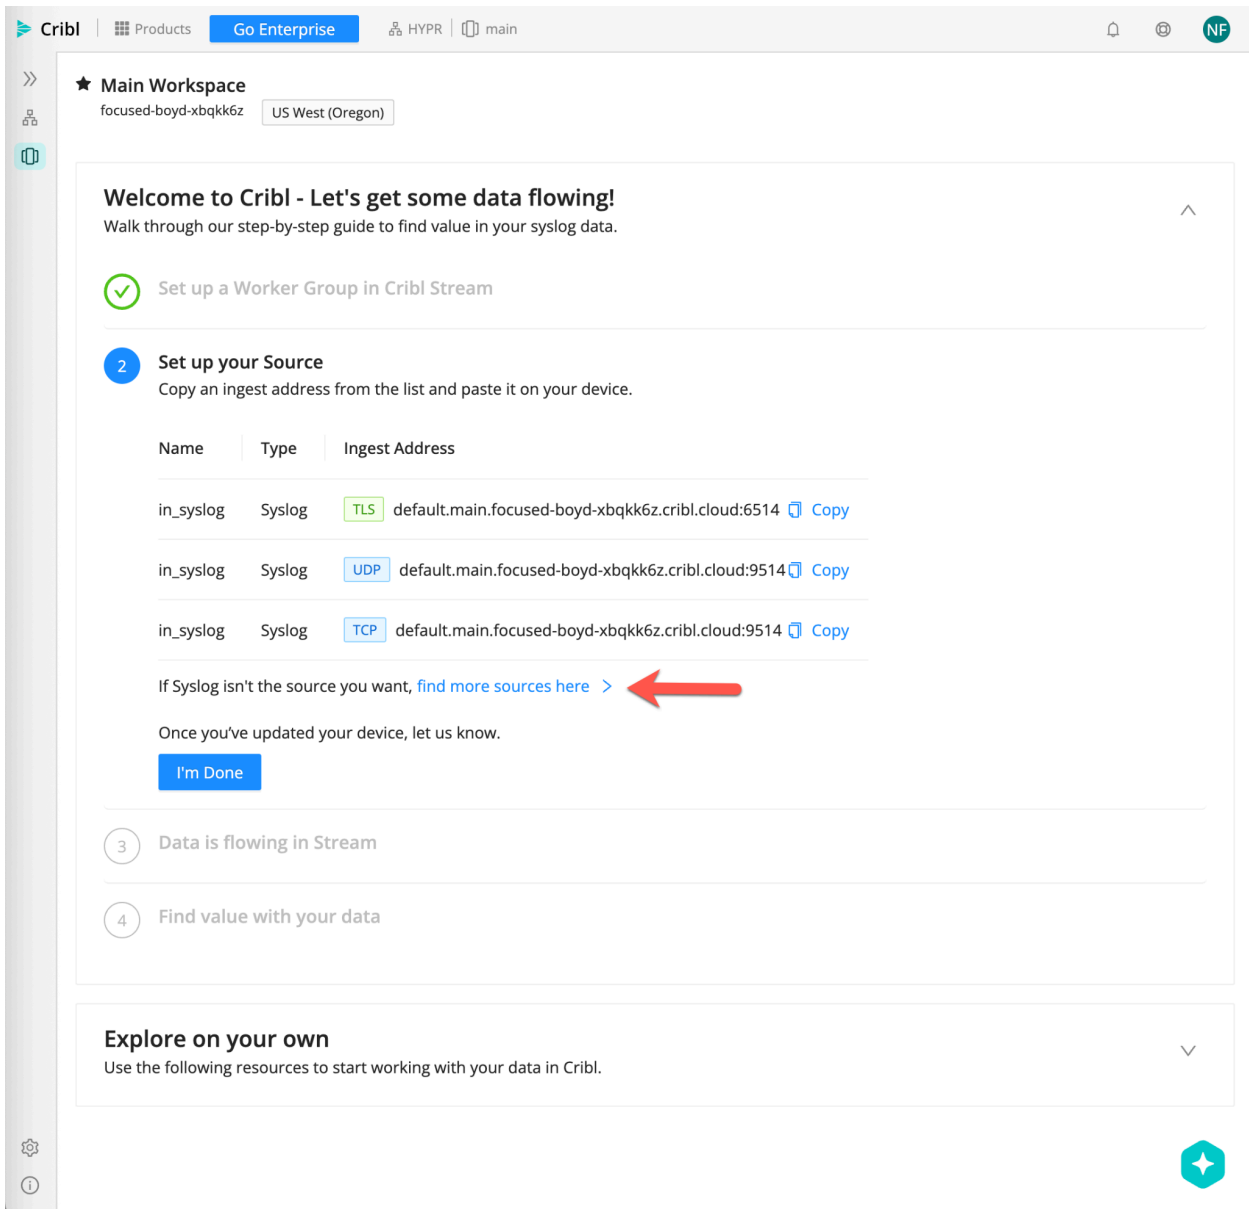 Cribl Products Go Enterprise HYPR main NF
Main Workspace
focused-boyd-xbqkk6z US West (Oregon)
Welcome to Cribl - Let's get some data flowing!
Walk through our step-by-step guide to find value in your syslog data.
Set up a Worker Group in Cribl Stream
2 Set up your Source
Copy an ingest address from the list and paste it on your device.
Name Type Ingest Address
in_syslog Syslog TLS default.main.focused-boyd-xbqkk6z.cribl.cloud:6514 Copy
in_syslog Syslog UDP default.main.focused-boyd-xbqkk6z.cribl.cloud:9514 Copy
in_syslog Syslog TCP default.main.focused-boyd-xbqkk6z.cribl.cloud:9514 Copy
If Syslog isn't the source you want, find more sources here
Once you’ve updated your device, let us know.
I'm Done
3 Data is flowing in Stream
4 Find value with your data
Explore on your own
Use the following resources to start working with your data in Cribl.